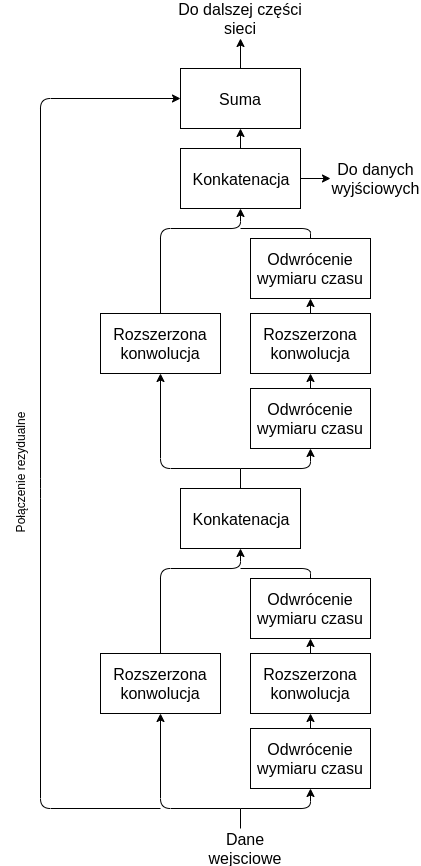 Do dalszej części
sieci
Suma
Konkatenacja
Do danych
wyjściowych
Odwrócenie
wymiaru czasu
Rozszerzona
konwolucja
Rozszerzona
konwolucja
Odwrócenie
wymiaru czasu
Połączenie rezydualne
Konkatenacja
Odwrócenie
wymiaru czasu
Rozszerzona
konwolucja
Rozszerzona
konwolucja
Odwrócenie
wymiaru czasu
Dane
wejsciowe